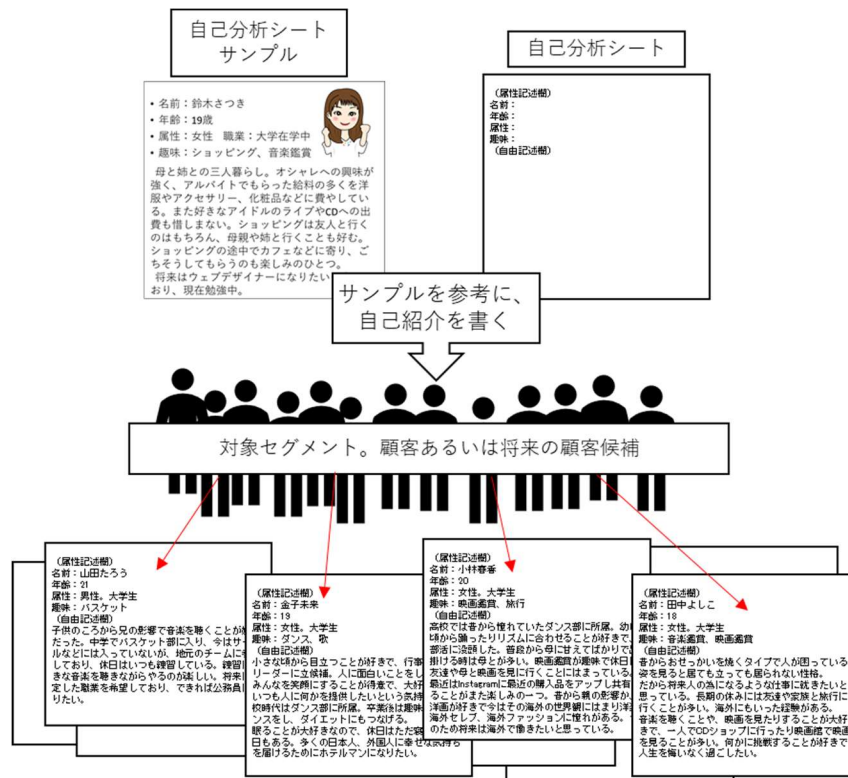 自己分析シート
サンプル
・名前：鈴木さつき
・年齢：19歳
・属性：女性　職業：大学在学中
・趣味：ショッピング、音楽鑑賞
母と姉との三人暮らし。オシャレへの興味が
強く、アルバイトでもらった給料の多くを洋
服やアクセサリー、化粧品などに費やしてい
る。また好きなアイドルのライブやCDへの出
費も惜しまない。ショッピングは友人と行く
のはもちろん、母親や姉と行くことも好む。
ショッピングの途中でカフェなどに寄り、ご
ちそうしてもらうのも楽しみのひとつ。
将来はウェブデザイナーになりたい
おり、現在勉強中。
自己分析シート
（属性記述欄）
名前：
年齢：
属性：
趣味：
（自由記述欄）
サンプルを参考に、
自己紹介を書く
対象セグメント。顧客あるいは将来の顧客候補
（属性記述欄）
名前：山田たろう
年齢：21
属性：男性。大学生
趣味：バスケット
（自由記述欄）
子供のころから兄の影響で音楽を聴くことが
だった。中学でバスケット部に入り、今はサー
ルなどには入っていないが、地元のチームに
しており、休日はいつも練習している。練習
きな音楽を聴きながらやるのが楽しい。将来
定した職業を希望しており、できれば公務員に
りたい。
（属性記述欄）
名前：金子未来
年齢：19
属性：女性。大学生
趣味：ダンス、歌
（自由記述欄）
小さな頃から目立つことが好きで、行事
リーダーに立候補。人に面白いことをし
みんなを笑顔にすることが得意で、大好
いつも人に何かを提供したいという気持
校時代はダンス部に所属。卒業後は趣味
ンスをし、ダイエットにもつなげる。
眠ることが大好きなので、休日はただ寝
日もある。多くの日本人、外国人に幸せな気持ち
を届けるためにホテルマンになりたい。
（属性記述欄）
名前：小林春香
年齢：20
属性：女性。大学生
趣味：映画鑑賞、旅行
（自由記述欄）
高校では昔から憧れていたダンス部に所属。幼
頃から踊ったりリズムに合わせることが好きで、
部活に没頭した。普段から母に甘えてばかりで
掛ける時は母とが多い。映画鑑賞が趣味で休日
友達や母と映画を見に行くことにはまっている。
最近はInstagramに最近の購入品をアップし共有
ることがまた楽しみの一つ。昔から親の影響か、
洋画が好きで今はその海外の世界観にはまり洋
海外セレブ、海外ファッションに憧れがある。
のため将来は海外で働きたいと思っている。
（属性記述欄）
名前：田中よしこ
年齢：18
属性：女性。大学生
趣味：音楽鑑賞、映画鑑賞
（自由記述欄）
昔からおせっかいを焼くタイプで人が困っている
姿を見ると居ても立っても居られない性格。
だから将来人の為になるような仕事に就きたいと
思っている。長期の休みには友達や家族と旅行に
行くことが多い。海外にもいった経験がある。
音楽を聴くことや、映画を見たりすることが大好
きで、一人でCDショップに行ったり映画館で映画
を見ることが多い。何かに挑戦することが好きで
人生を悔いなく過ごしたい。